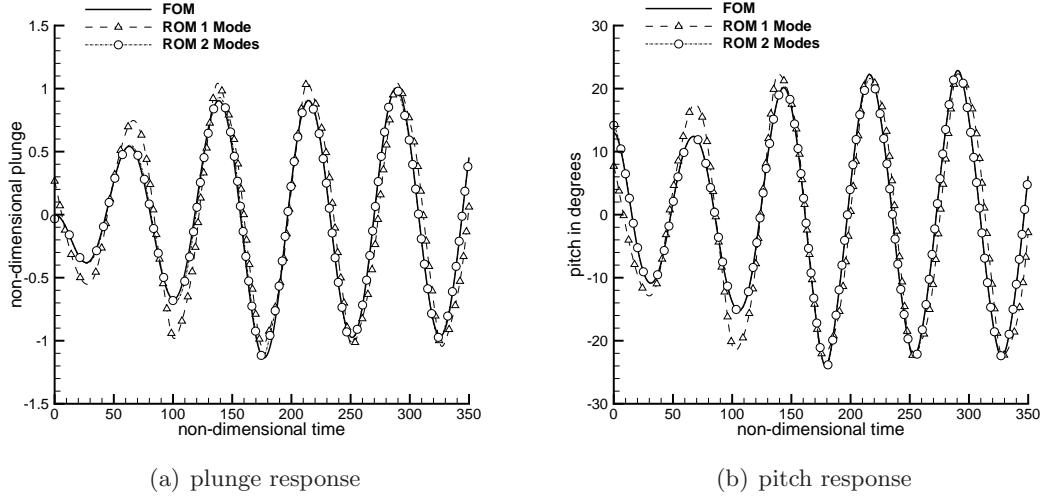 FOM
ROM 1 Mode
ROM 2 Modes
1.5
1
0.5
0
-0.5
-1
-1.5
non-dimensional plunge
0 50 100 150 200 250 300 350
non-dimensional time
(a) plunge response
FOM
ROM 1 Mode
ROM 2 Modes
30
20
10
0
-10
-20
-30
pitch in degrees
0 50 100 150 200 250 300 350
non-dimensional time
(b) pitch response